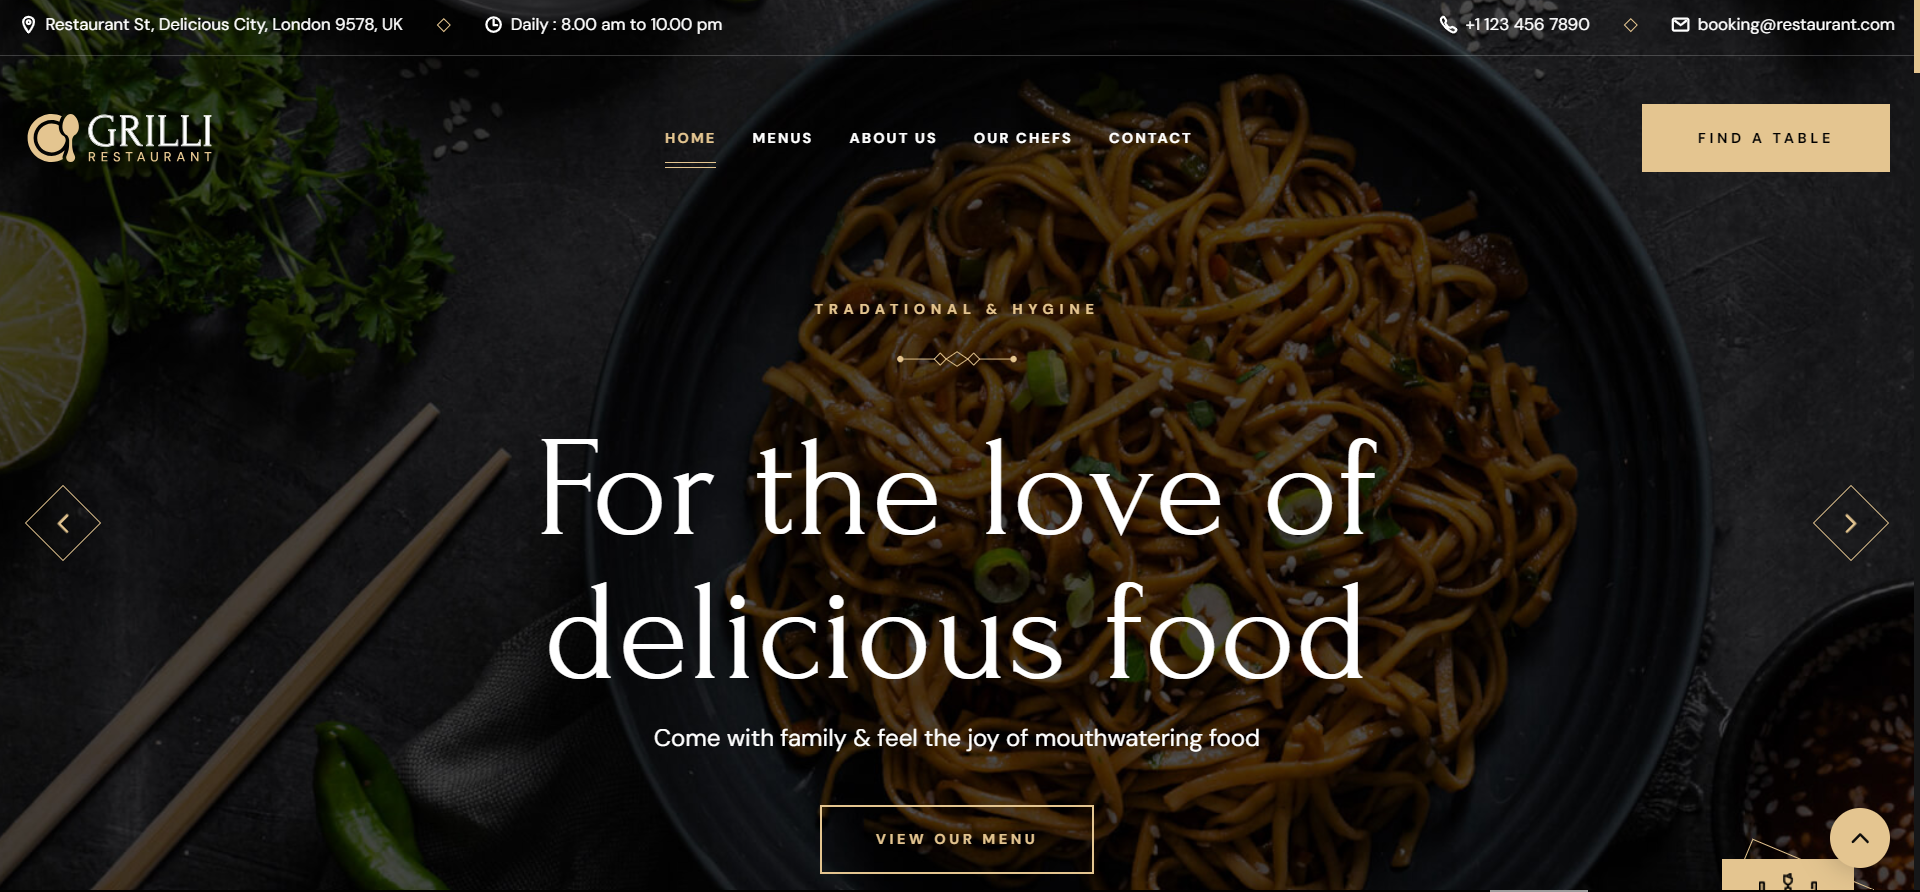 Restaurant St, Delicious City, London 9578, UK
Daily : 8.00 am to 10.00 pm
+1 123 456 7890
booking@restaurant.com
GRILLI
RESTAURANT
HOME
MENUS
ABOUT US
OUR CHEFS
CONTACT
FIND A TABLE
TRADATIONAL & HYGINE
For the love of
delicious food
Come with family & feel the joy of mouthwatering food
VIEW OUR MENU